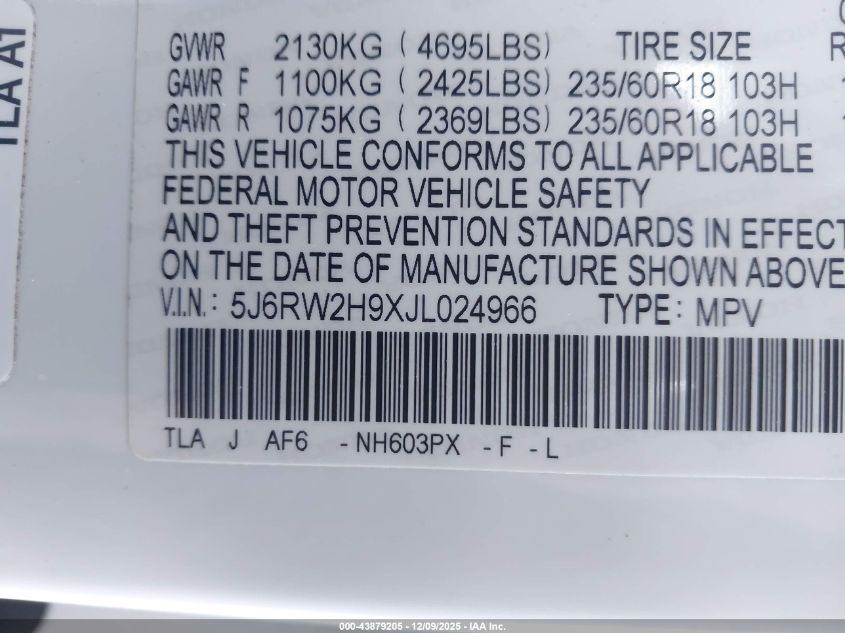 TLA A1
GVWR 2130KG ( 4695LBS) TIRE SIZE
GAWR F 1100KG ( 2425LBS) 235/60R18 103H
GAWR R 1075KG ( 2369LBS) 235/60R18 103H
THIS VEHICLE CONFORMS TO ALL APPLICABLE
FEDERAL MOTOR VEHICLE SAFETY
AND THEFT PREVENTION STANDARDS IN EFFECT
ON THE DATE OF MANUFACTURE SHOWN ABOVE
V.I.N.: 5J6RW2H9XJL024966 TYPE: MPV
TLA J AF6 -NH603PX -F -L
000-43879205 - 12/09/2025 - IAA Inc.